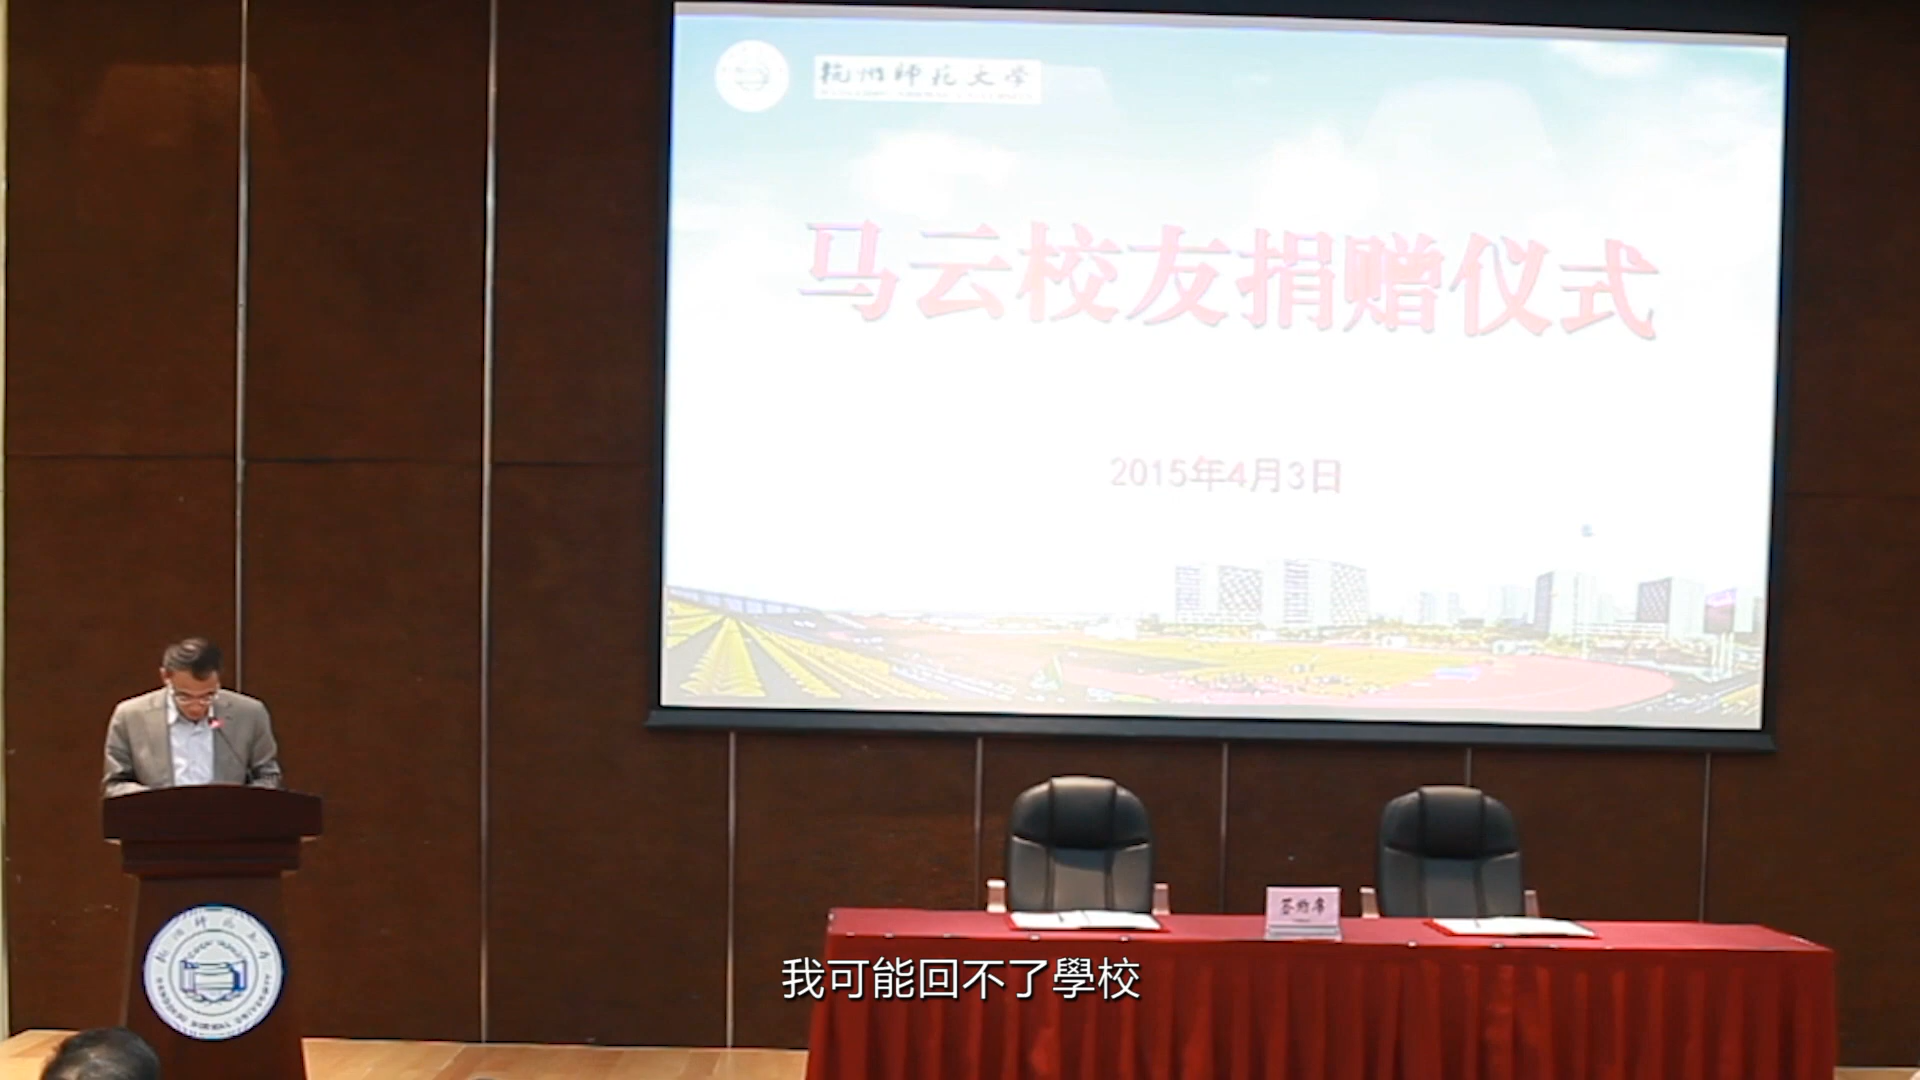 杭州师范大学
马云校友捐赠仪式
2015年4月3日
签约席
我可能回不了學校